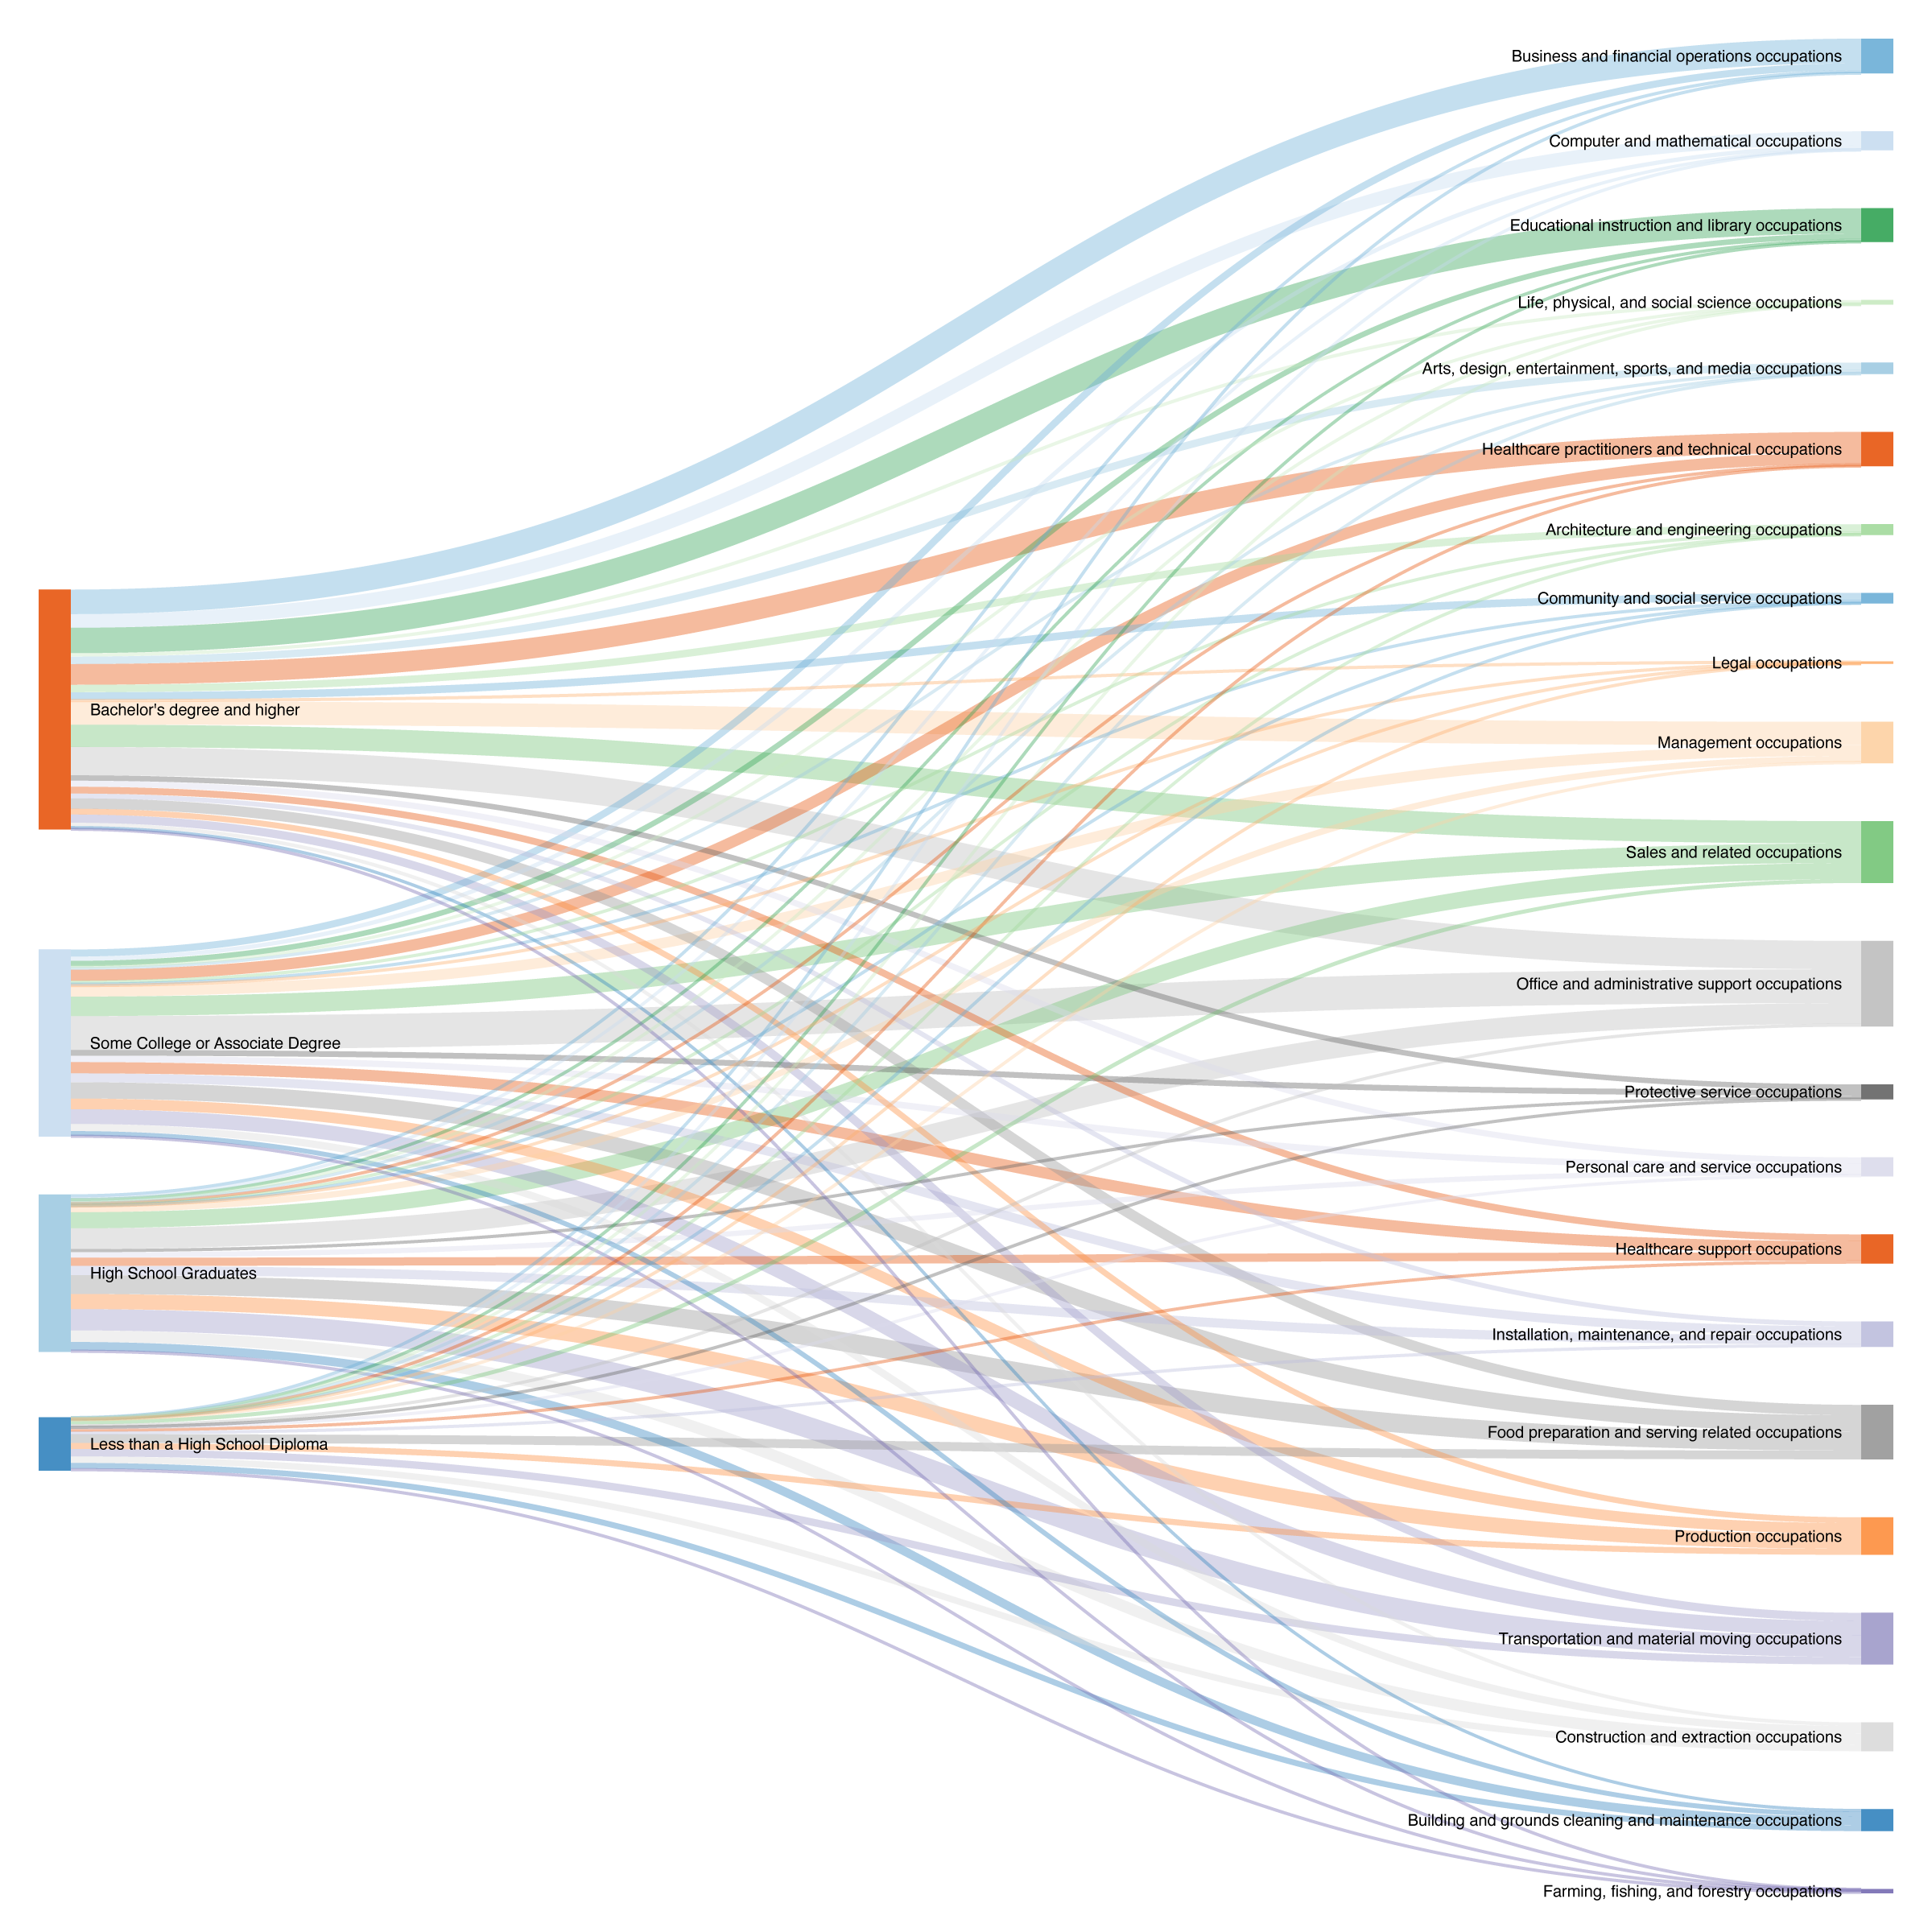 Business and financial operations occupations
Computer and mathematical occupations
Educational instruction and library occupations
Life, physical, and social science occupations
Arts, design, entertainment, sports, and media occupations
Healthcare practitioners and technical occupations
Architecture and engineering occupations
Community and social service occupations
Legal occupations
Bachelor's degree and higher
Management occupations
Sales and related occupations
Office and administrative support occupations
Some College or Associate Degree
Protective service occupations
Personal care and service occupations
Healthcare support occupations
High School Graduates
Installation, maintenance, and repair occupations
Food preparation and serving related occupations
Less than a High School Diploma
Production occupations
Transportation and material moving occupations
Construction and extraction occupations
Building and grounds cleaning and maintenance occupations
Farming, fishing, and forestry occupations